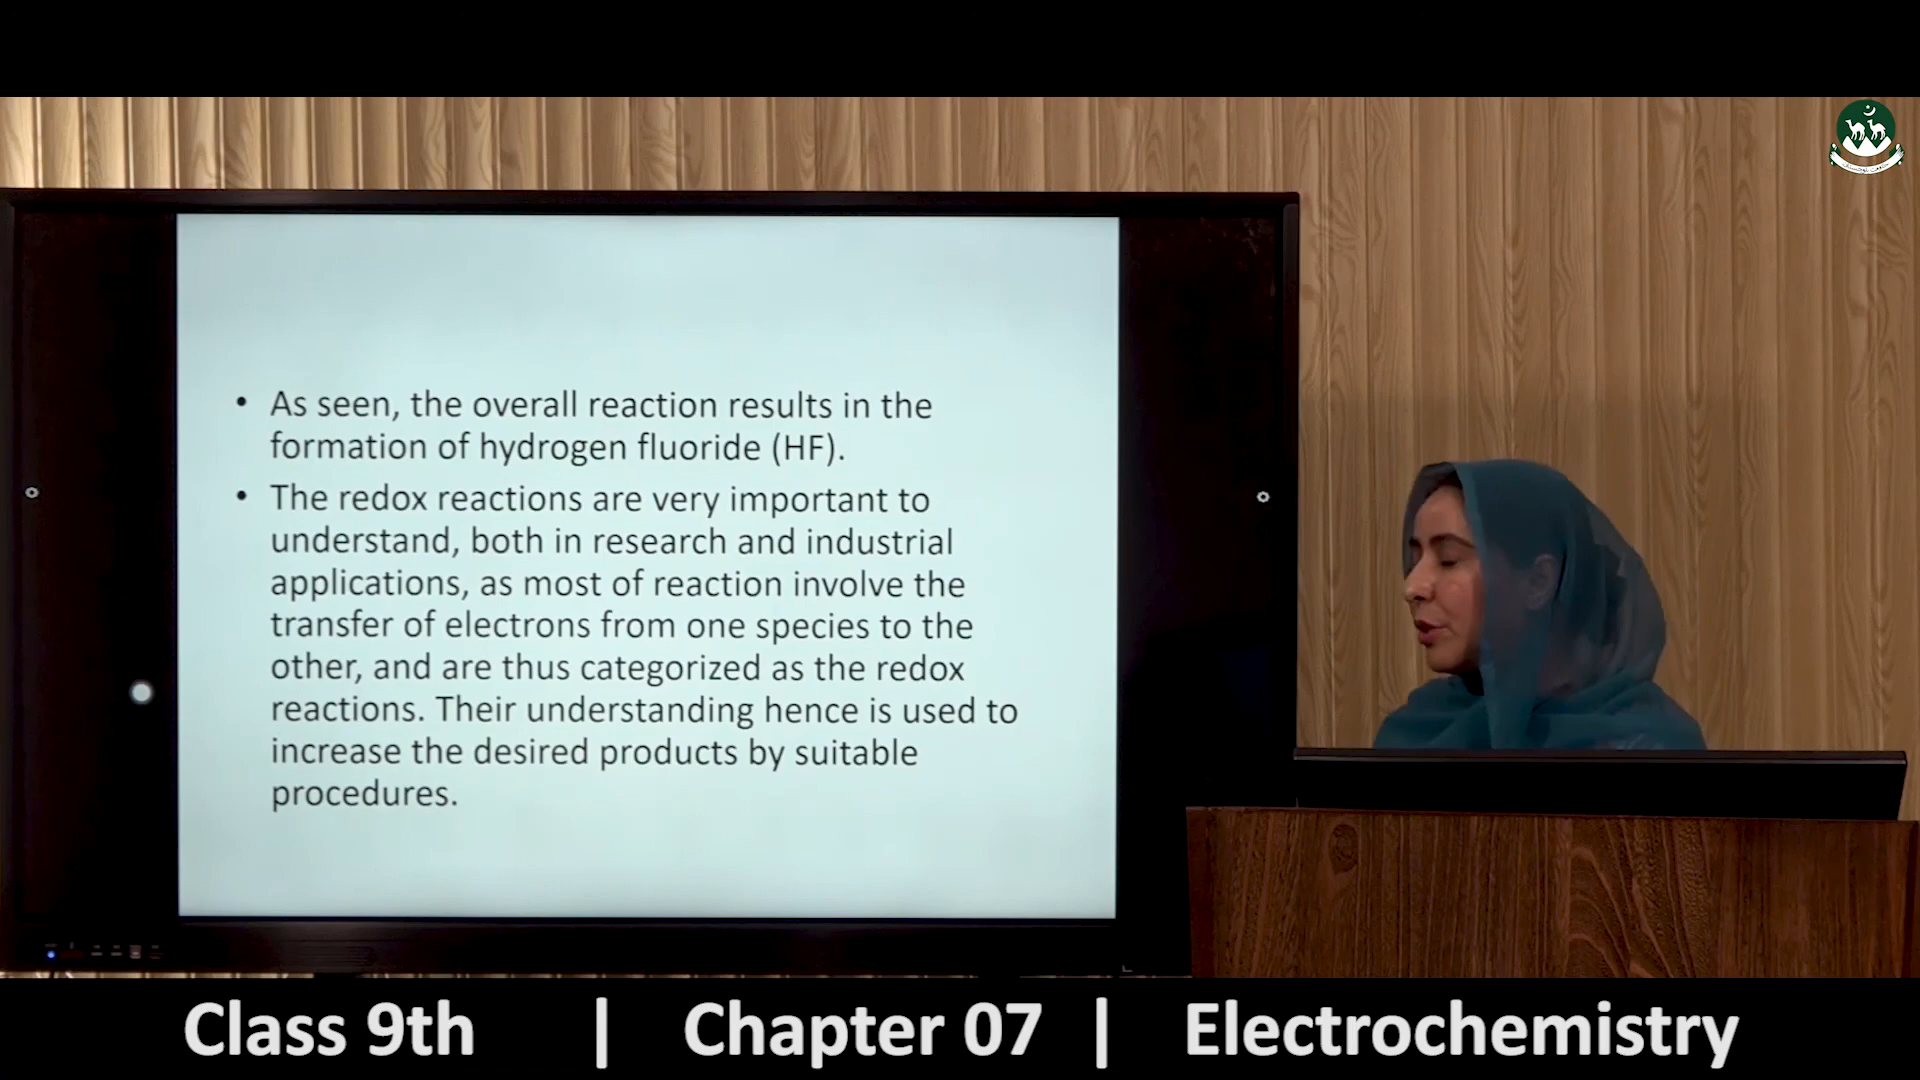 • As seen, the overall reaction results in the
formation of hydrogen fluoride (HF).
• The redox reactions are very important to
understand, both in research and industrial
applications, as most of reaction involve the
transfer of electrons from one species to the
other, and are thus categorized as the redox
reactions. Their understanding hence is used to
increase the desired products by suitable
procedures.
Class 9th | Chapter 07 | Electrochemistry